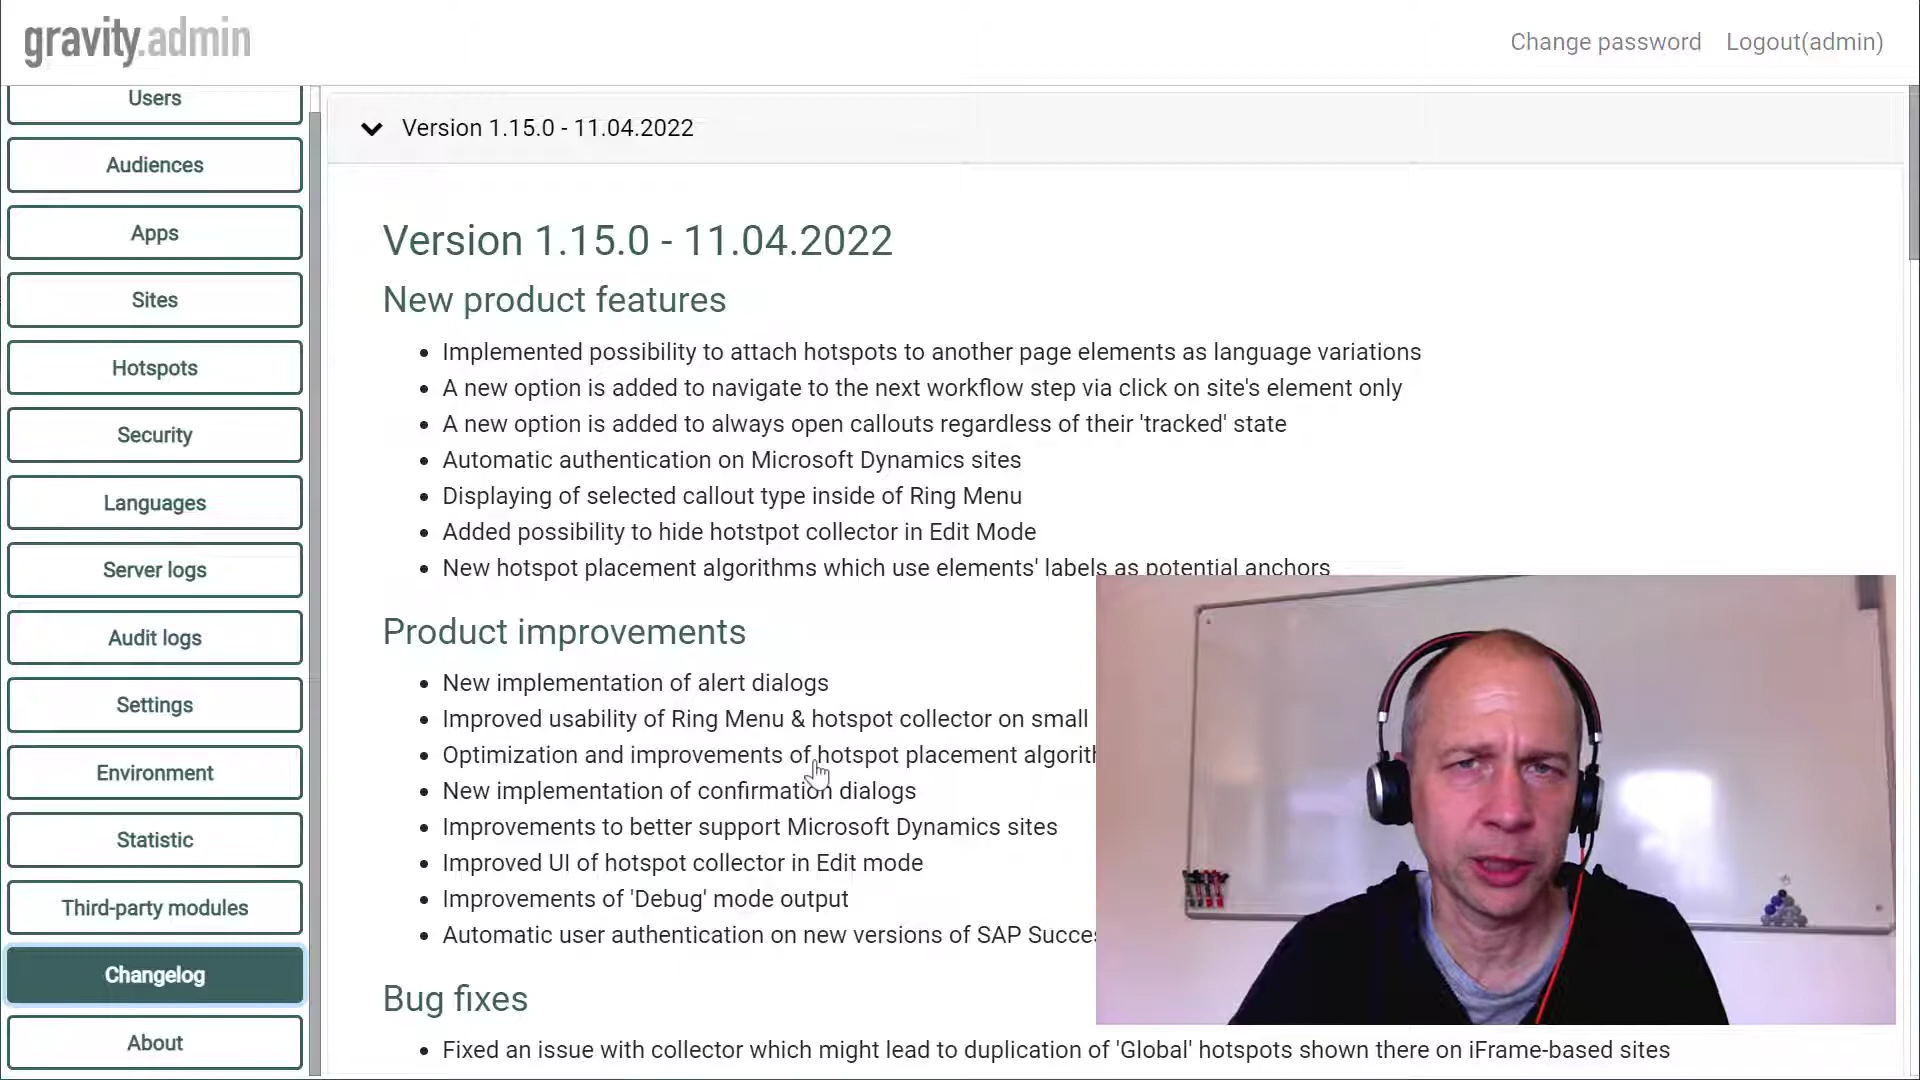 gravity.admin
Change password
Logout(admin)
Users
Audiences
Apps
Sites
Hotspots
Security
Languages
Server logs
Audit logs
Settings
Environment
Statistic
Third-party modules
Changelog
About
Version 1.15.0 - 11.04.2022
Version 1.15.0 - 11.04.2022
New product features
Implemented possibility to attach hotspots to another page elements as language variations
A new option is added to navigate to the next workflow step via click on site's element only
A new option is added to always open callouts regardless of their 'tracked' state
Automatic authentication on Microsoft Dynamics sites
Displaying of selected callout type inside of Ring Menu
Added possibility to hide hotstpot collector in Edit Mode
New hotspot placement algorithms which use elements' labels as potential anchors
Product improvements
New implementation of alert dialogs
Improved usability of Ring Menu & hotspot collector on small
Optimization and improvements of hotspot placement algorith
New implementation of confirmation dialogs
Improvements to better support Microsoft Dynamics sites
Improved UI of hotspot collector in Edit mode
Improvements of 'Debug' mode output
Automatic user authentication on new versions of SAP Succes
Bug fixes
Fixed an issue with collector which might lead to duplication of 'Global' hotspots shown there on iFrame-based sites